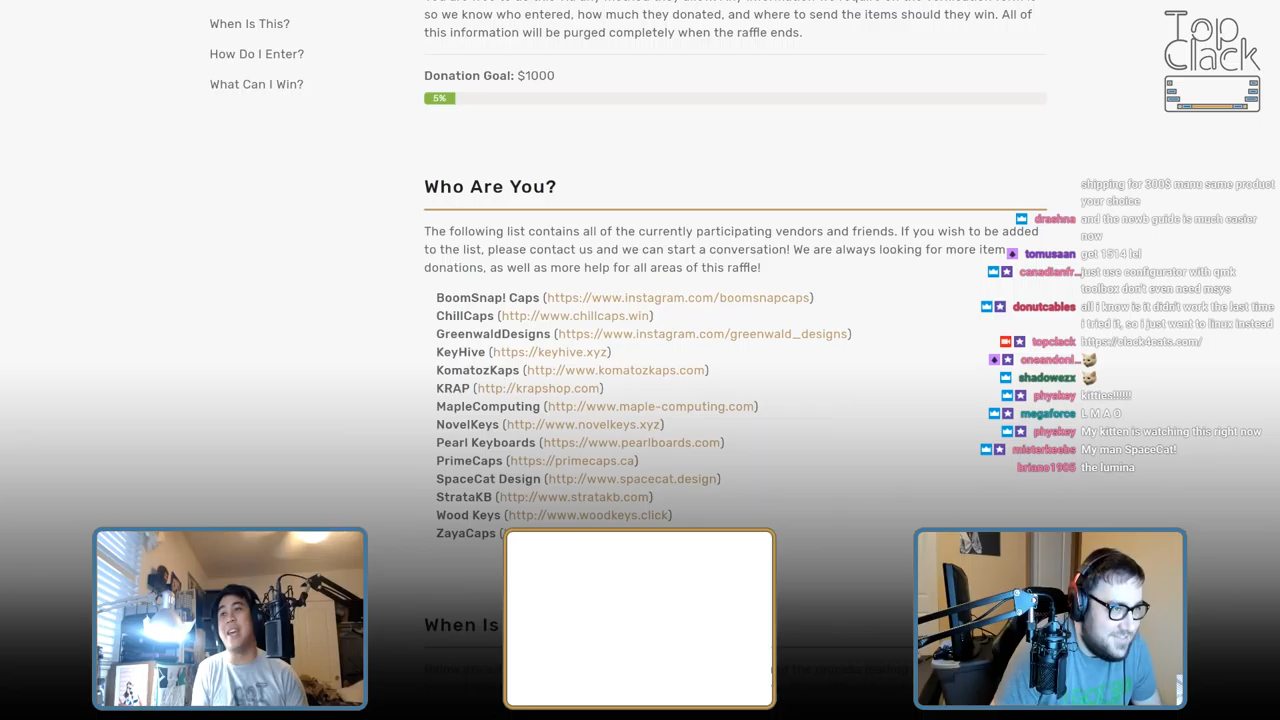 so we know who entered, how much they donated, and where to send the items should they win. All of
this information will be purged completely when the raffle ends.
When Is This?
How Do I Enter?
What Can I Win?
Donation Goal: $1000
5%
Top
Clack
Who Are You?
The following list contains all of the currently participating vendors and friends. If you wish to be added
to the list, please contact us and we can start a conversation! We are always looking for more item
donations, as well as more help for all areas of this raffle!
BoomSnap! Caps (https://www.instagram.com/boomsnapcaps)
ChillCaps (http://www.chillcaps.win)
GreenwaldDesigns (https://www.instagram.com/greenwald_designs)
KeyHive (https://keyhive.xyz)
KomatozKaps (http://www.komatozkaps.com)
KRAP (http://krapshop.com)
MapleComputing (http://www.maple-computing.com)
NovelKeys (http://www.novelkeys.xyz)
Pearl Keyboards (https://www.pearlboards.com)
PrimeCaps (https://primecaps.ca)
SpaceCat Design (http://www.spacecat.design)
StrataKB (http://www.stratakb.com)
Wood Keys (http://www.woodkeys.click)
ZayaCaps (
When Is
shipping for 300$ manu same product
your choice
drashna and the newb guide is much easier
now
tomusaan get 1514 lel
canadianfr... just use configurator with qmk
toolbox don't even need msys
donutcables all i know is it didn't work the last time
i tried it, so i just went to linux instead
topclack https://clack4cats.com/
oneandonl...
shadowezx
physkey kitties!!!!!!
megaforce L M A O
physkey My kitten is watching this right now
misterkeebs My man SpaceCat!
briano1905 the lumina